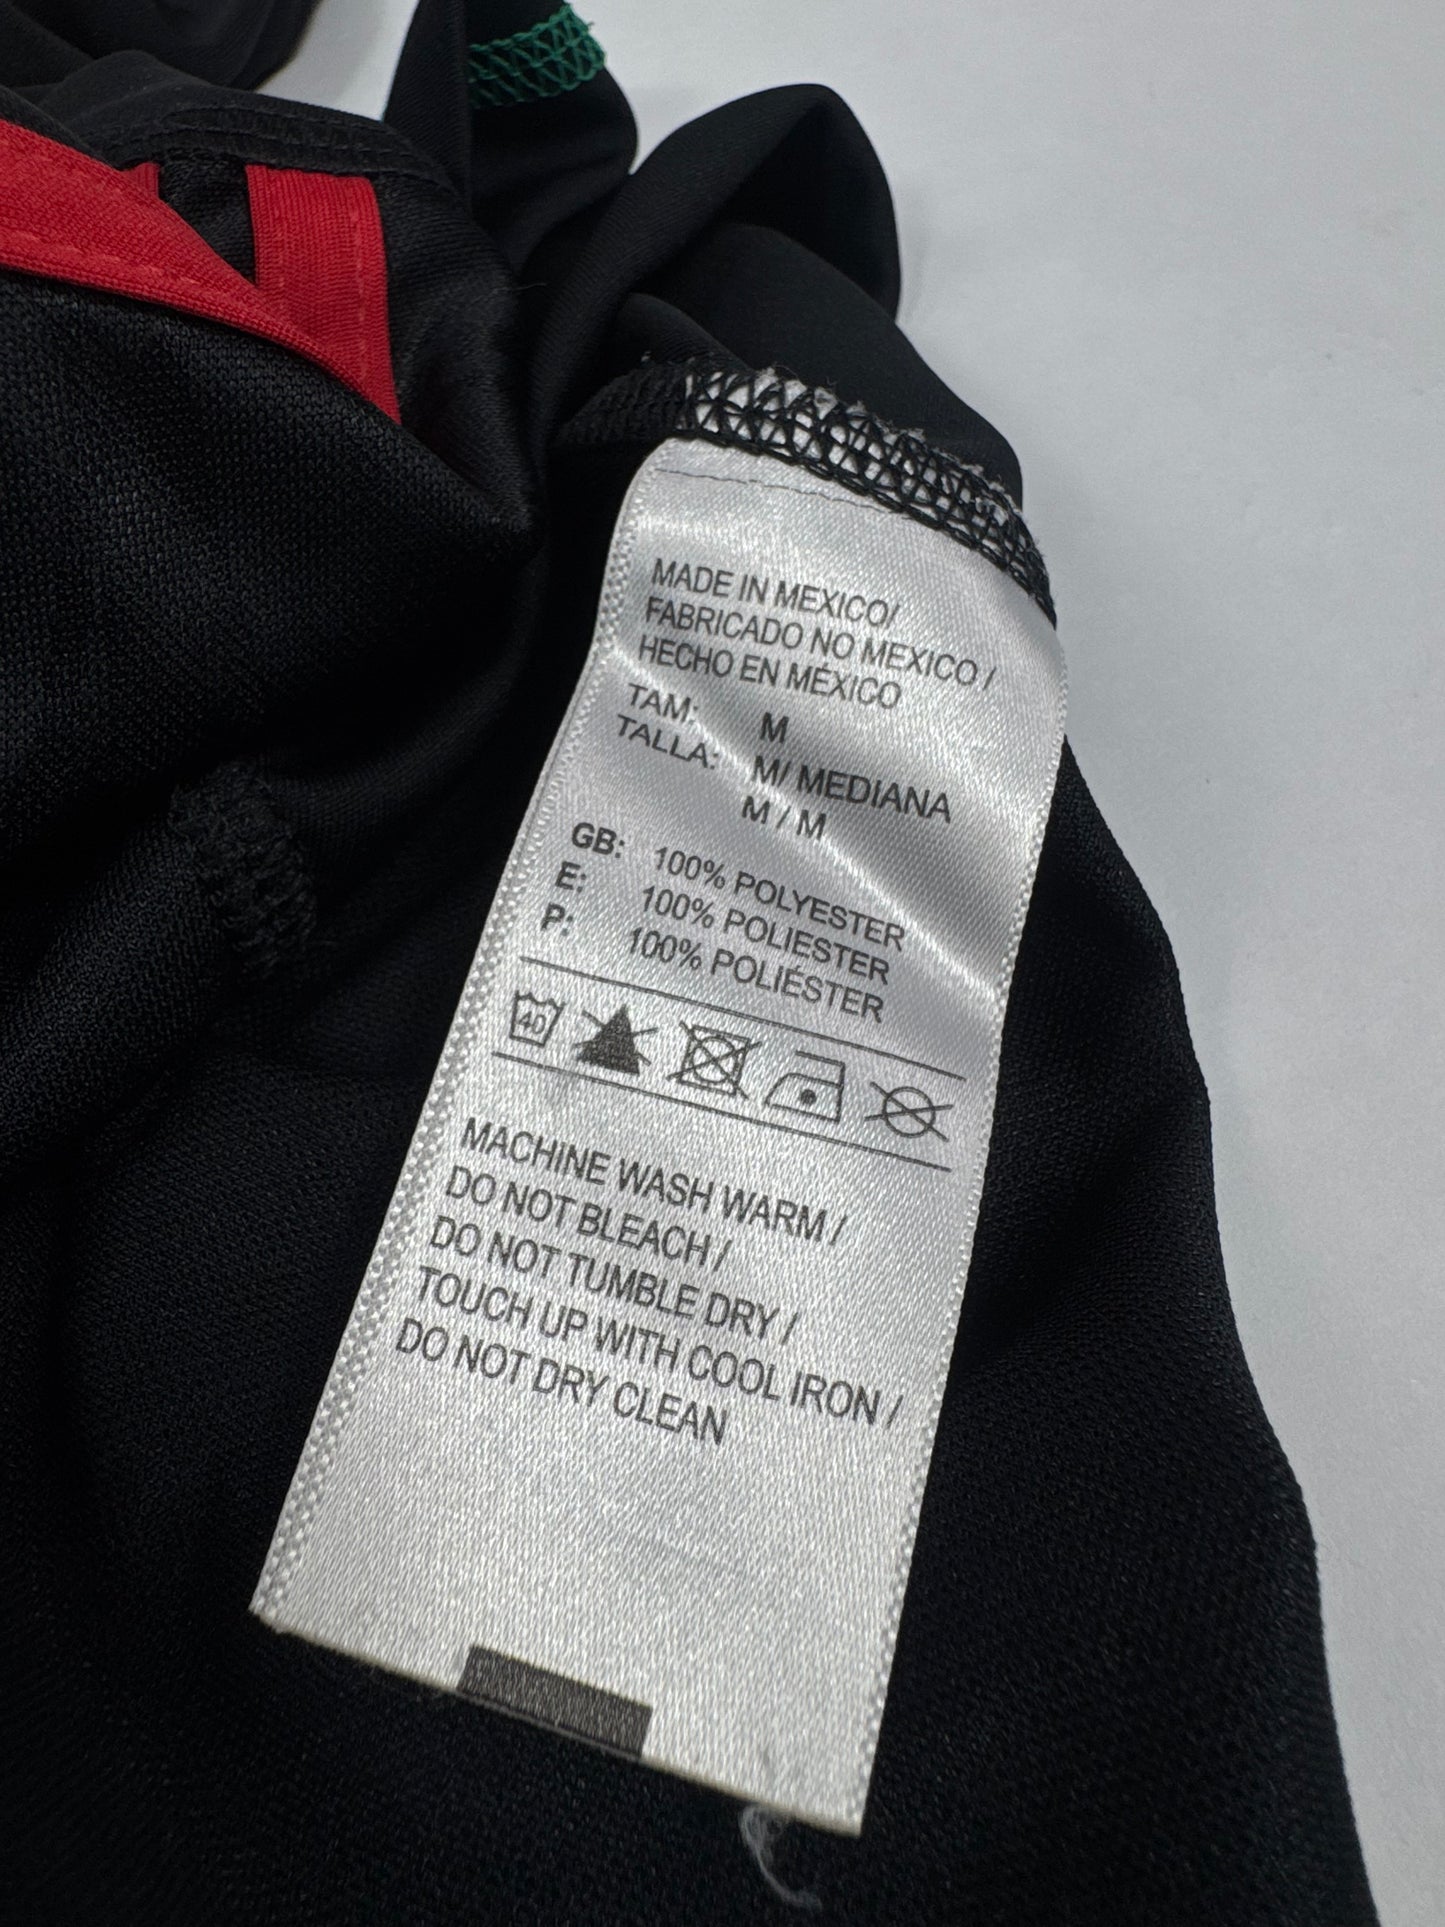 MADE IN MEXICO/
FABRICADO NO MEXICO /
HECHO EN MÉXICO
TAM: M
TALLA: M/ MEDIANA
M / M
GB: 100% POLYESTER
E: 100% POLIESTER
P: 100% POLIÉSTER
40
MACHINE WASH WARM /
DO NOT BLEACH /
DO NOT TUMBLE DRY /
TOUCH UP WITH COOL IRON /
DO NOT DRY CLEAN